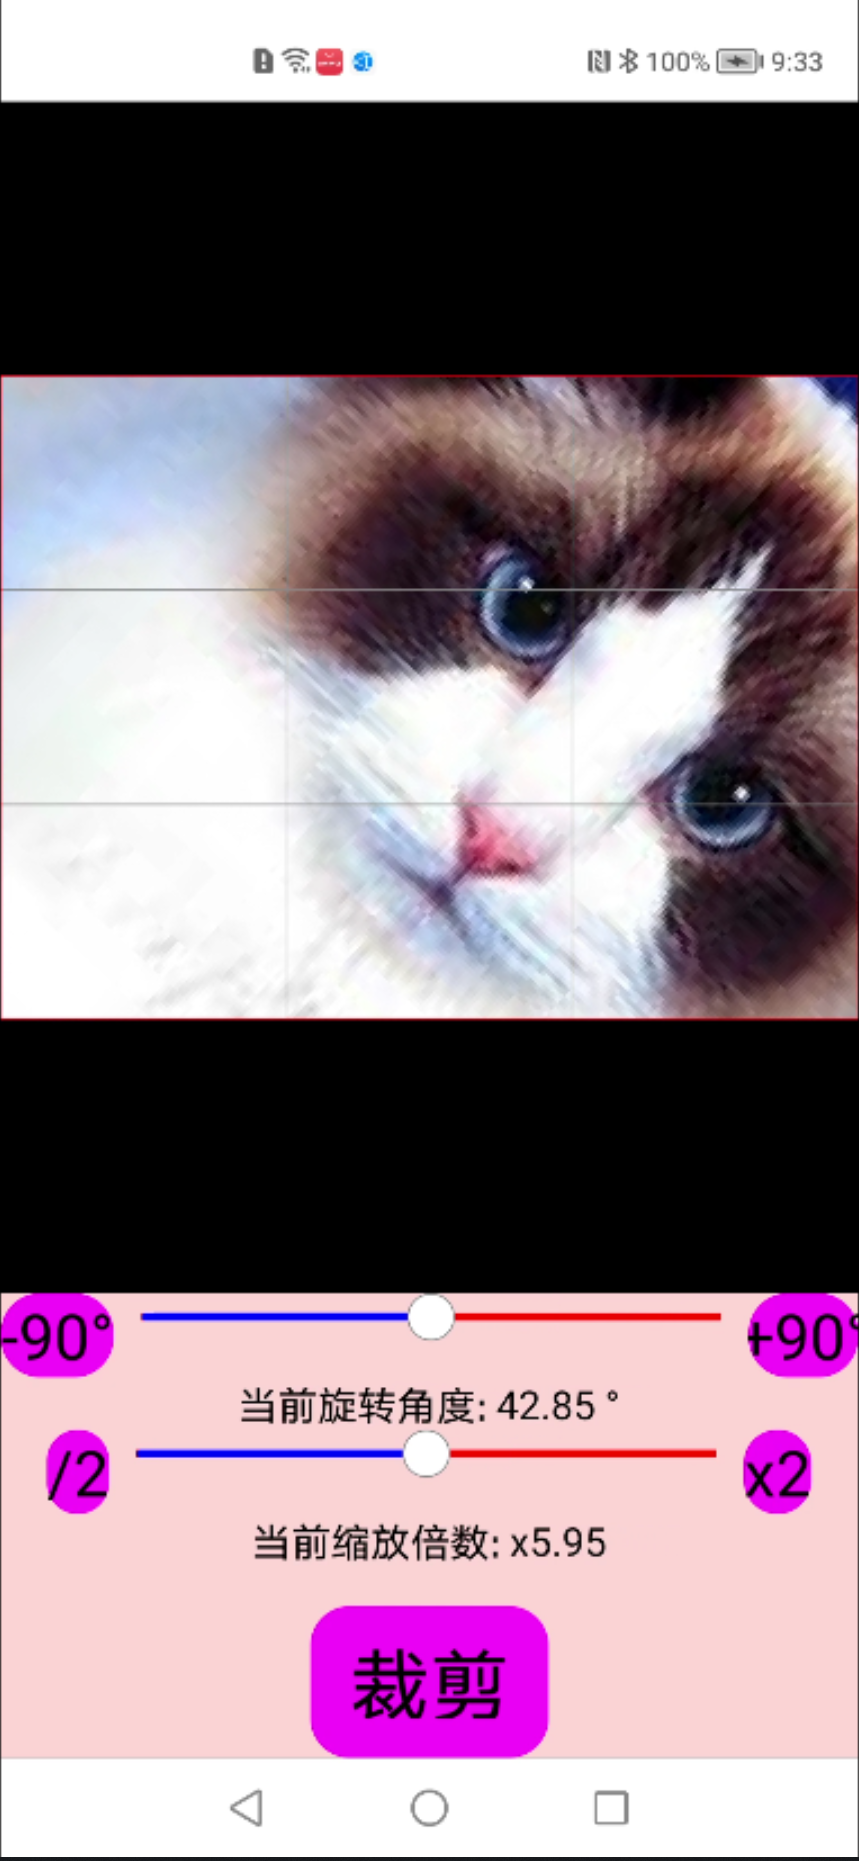 100% 9:33
-90° +90°
当前旋转角度: 42.85 °
/2 x2
当前缩放倍数: x5.95
裁剪